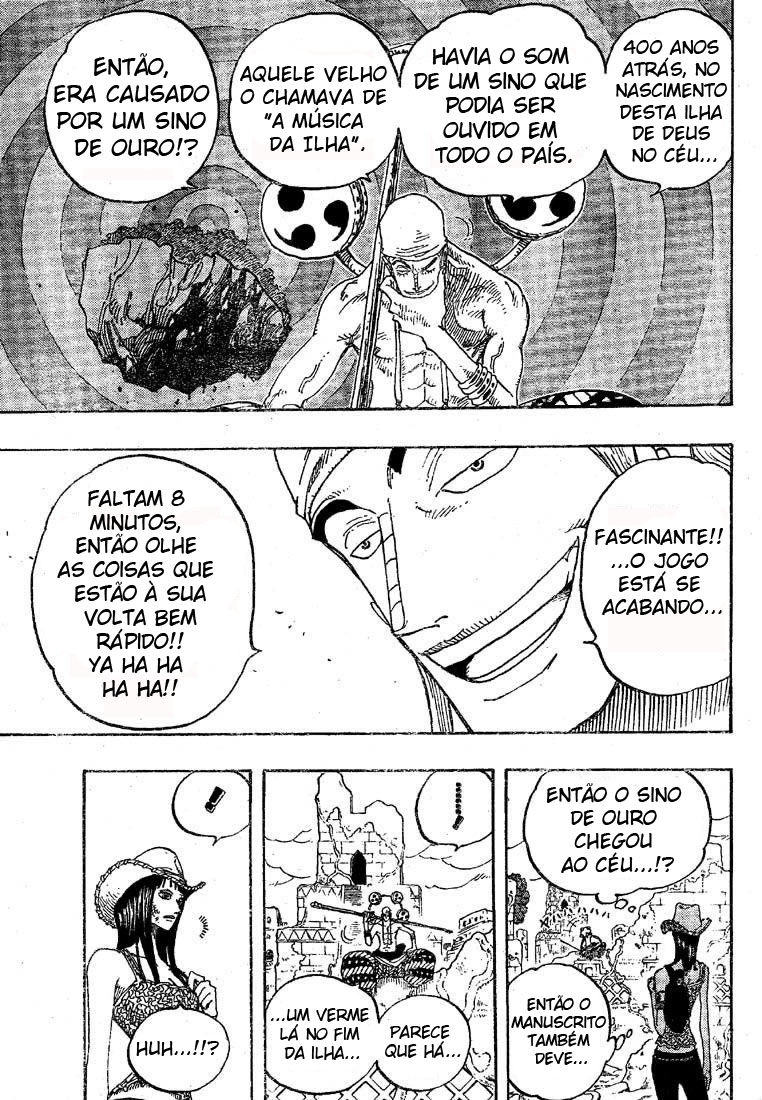 400 ANOS
ATRÁS, NO
NASCIMENTO
DESTA ILHA
DE DEUS
NO CÉU...
HAVIA O SOM
DE UM SINO QUE
PODIA SER
OUVIDO EM
TODO O PAÍS.
AQUELE VELHO
O CHAMAVA DE
"A MÚSICA
DA ILHA".
ENTÃO,
ERA CAUSADO
POR UM SINO
DE OURO!?
FASCINANTE!!
...O JOGO
ESTÁ SE
ACABANDO...
FALTAM 8
MINUTOS,
ENTÃO OLHE
AS COISAS QUE
ESTÃO À SUA
VOLTA BEM
RÁPIDO!!
YA HA HA
HA HA!!
ENTÃO O SINO
DE OURO
CHEGOU
AO CÉU...!?
ENTÃO O
MANUSCRITO
TAMBÉM
DEVE...
......!
PARECE
QUE HÁ...
...UM VERME
LÁ NO FIM
DA ILHA...
!
HUH...!!?